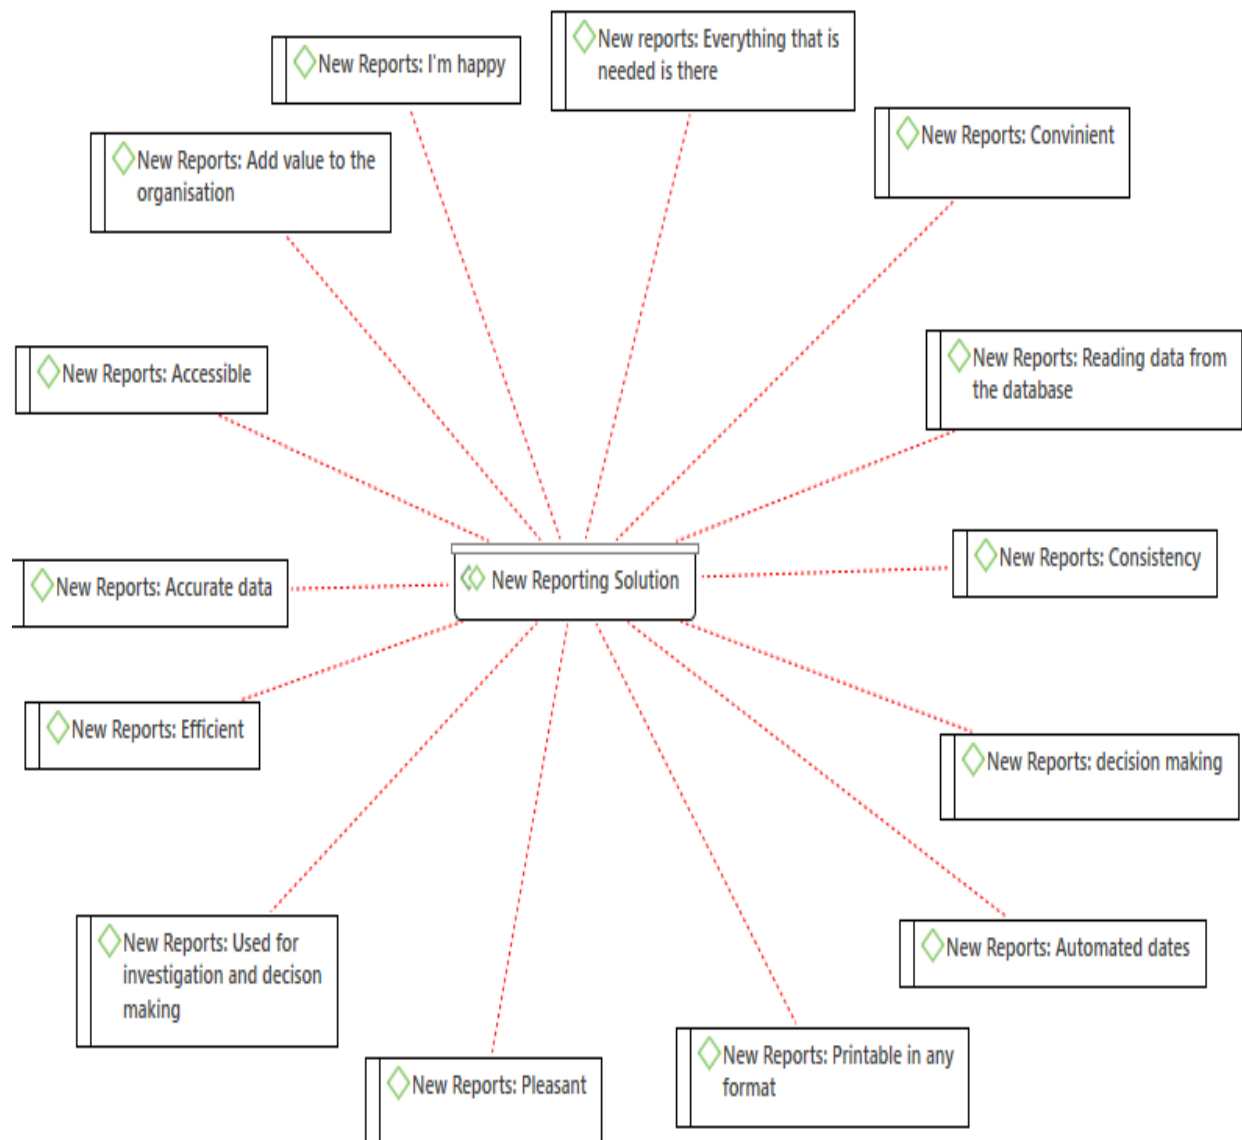 New reports: Everything that is
needed is there
New Reports: I'm happy
New Reports: Convinient
New Reports: Add value to the
organisation
New Reports: Reading data from
the database
New Reports: Accessible
New Reports: Consistency
New Reporting Solution
New Reports: Accurate data
New Reports: Efficient
New Reports: decision making
New Reports: Used for
investigation and decison
making
New Reports: Automated dates
New Reports: Printable in any
format
New Reports: Pleasant